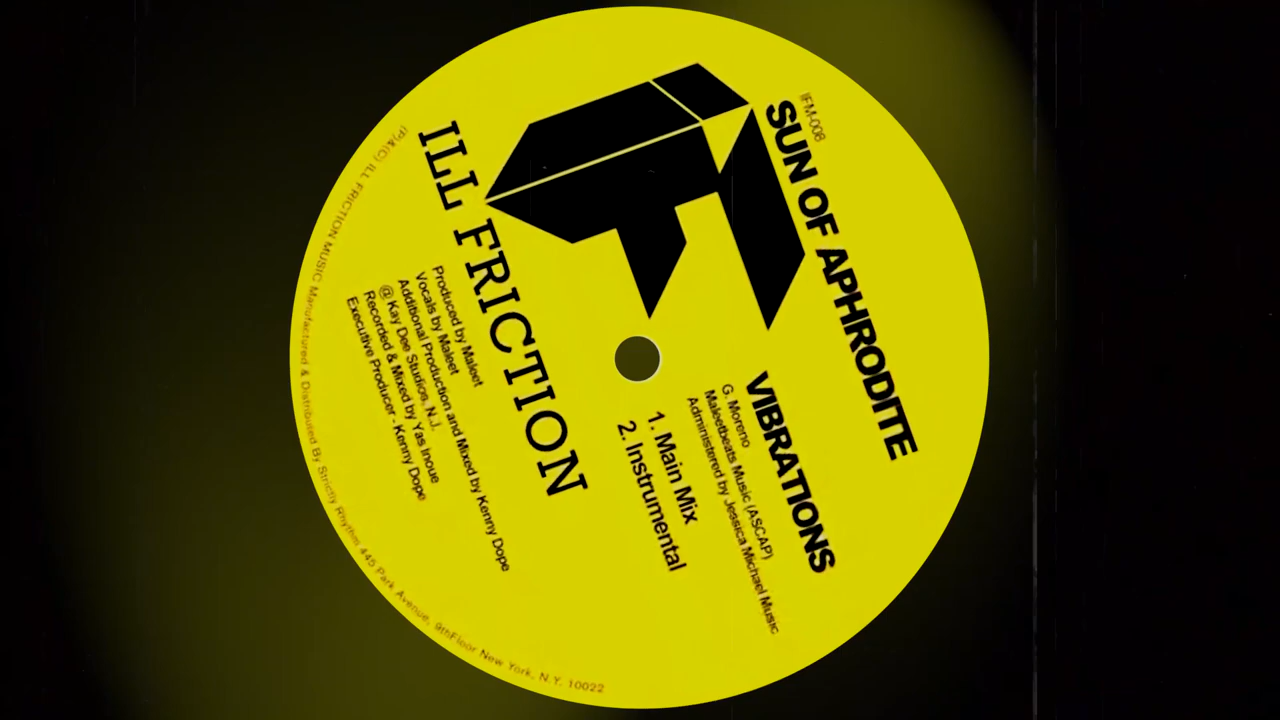 IFM-008
SUN OF APHRODITE
VIBRATIONS
G. Moreno
Maleetbeats Music (ASCAP)
Administered by Jessica Michael Music
1. Main Mix
2. Instrumental
ILL FRICTION
Produced by Maleet
Vocals by Maleet
Additional Production and Mixed by Kenny Dope
@ Kay Dee Studios, N.J.
Recorded & Mixed by Yas Inoue
Executive Producer - Kenny Dope
(P)&(C) ILL FRICTION MUSIC Manufactured & Distributed By Strictly Rhythm 445 Park Avenue, 9thFloor New York, N.Y. 10022